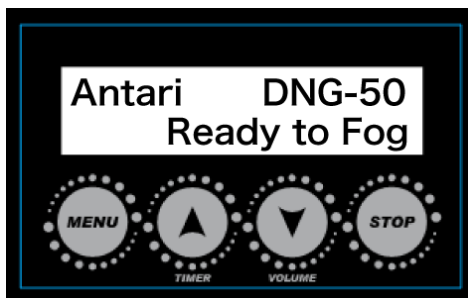 Antari DNG-50
Ready to Fog
MENU
STOP
TIMER
VOLUME